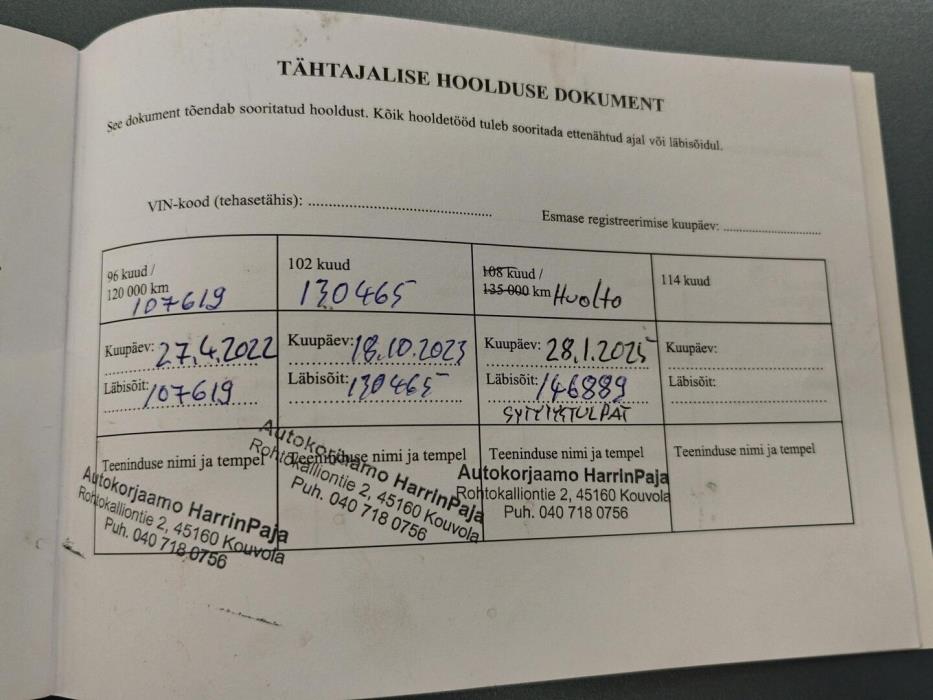 TÄHTAJALISE HOOLDUSE DOKUMENT
See dokument tõendab sooritatud hooldust. Kõik hooldetööd tuleb sooritada ettenähtud ajal või läbisõidul.
VIN-kood (tehasetähis): ..............................................
Esmase registreerimise kuupäev: ........................
96 kuud /
120 000 km
107619
Kuupäev: 27.4.2022
Läbisõit: 107619
Teeninduse nimi ja tempel
Autokorjaamo HarrinPaja
Rohtokalliontie 2, 45160 Kouvola
Puh. 040 718 0756
102 kuud
130465
Kuupäev: 18.10.2023
Läbisõit: 130465
Teeninduse nimi ja tempel
Autokorjaamo HarrinPaja
Rohtokalliontie 2, 45160 Kouvola
Puh. 040 718 0756
108 kuud /
135 000 km Huolto
Kuupäev: 28.1.2025
Läbisõit: 146889
SYTYTYSTULPAT
Teeninduse nimi ja tempel
Autokorjaamo HarrinPaja
Rohtokalliontie 2, 45160 Kouvola
Puh. 040 718 0756
114 kuud
Kuupäev:
Läbisõit:
Teeninduse nimi ja tempel